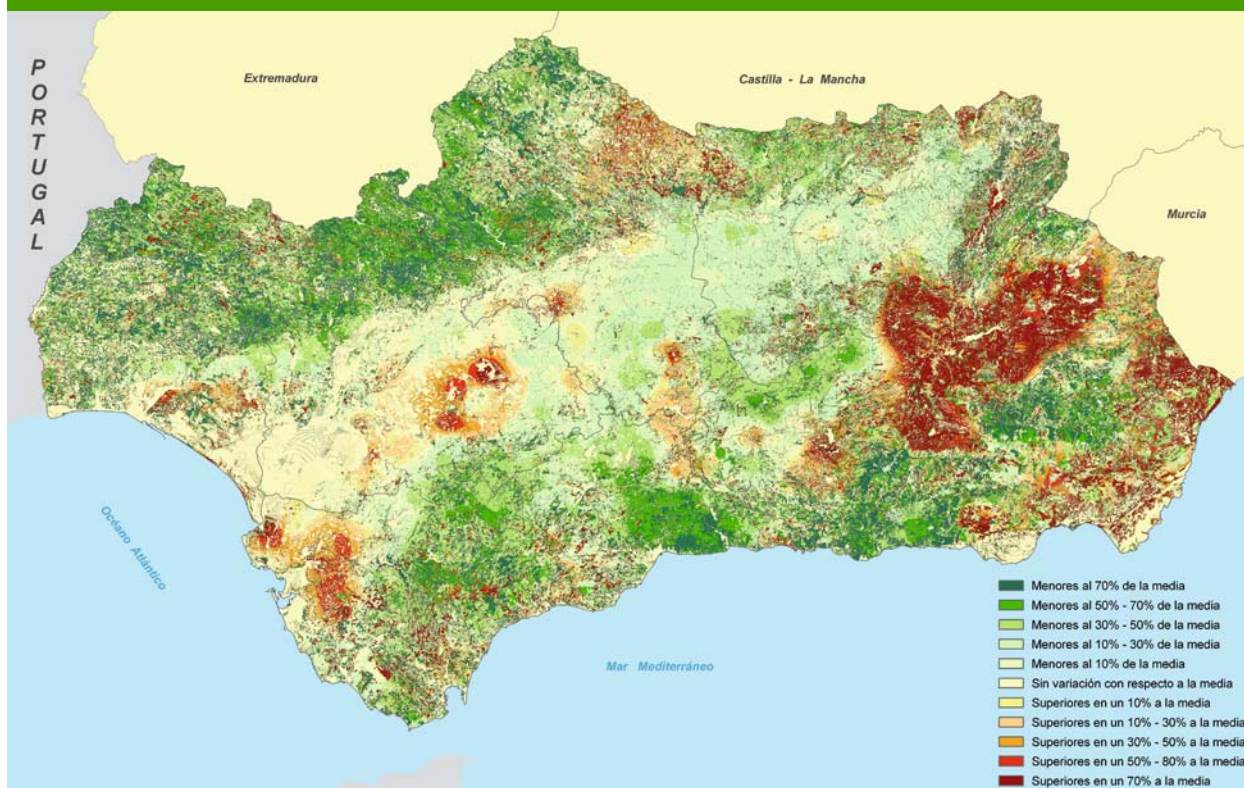 PORTUGAL
Extremadura
Castilla - La Mancha
Murcia
Océano Atlántico
Mar Mediterráneo
Menores al 70% de la media
Menores al 50% - 70% de la media
Menores al 30% - 50% de la media
Menores al 10% - 30% de la media
Menores al 10% de la media
Sin variación con respecto a la media
Superiores en un 10% a la media
Superiores en un 10% - 30% a la media
Superiores en un 30% - 50% a la media
Superiores en un 50% - 80% a la media
Superiores en un 70% a la media